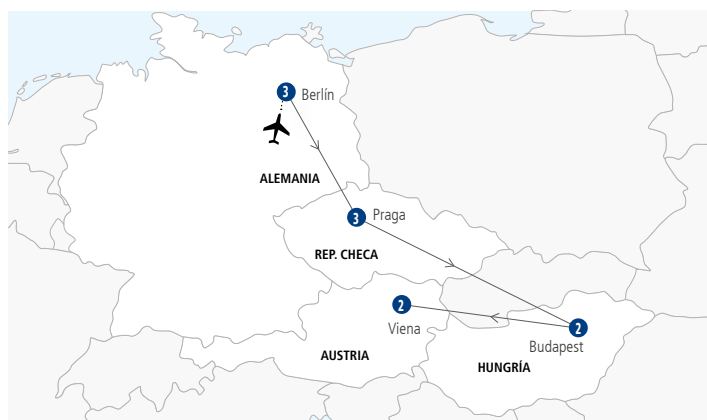 3 Berlín
ALEMANIA
3 Praga
REP. CHECA
2
Viena
2
Budapest
AUSTRIA
HUNGRÍA